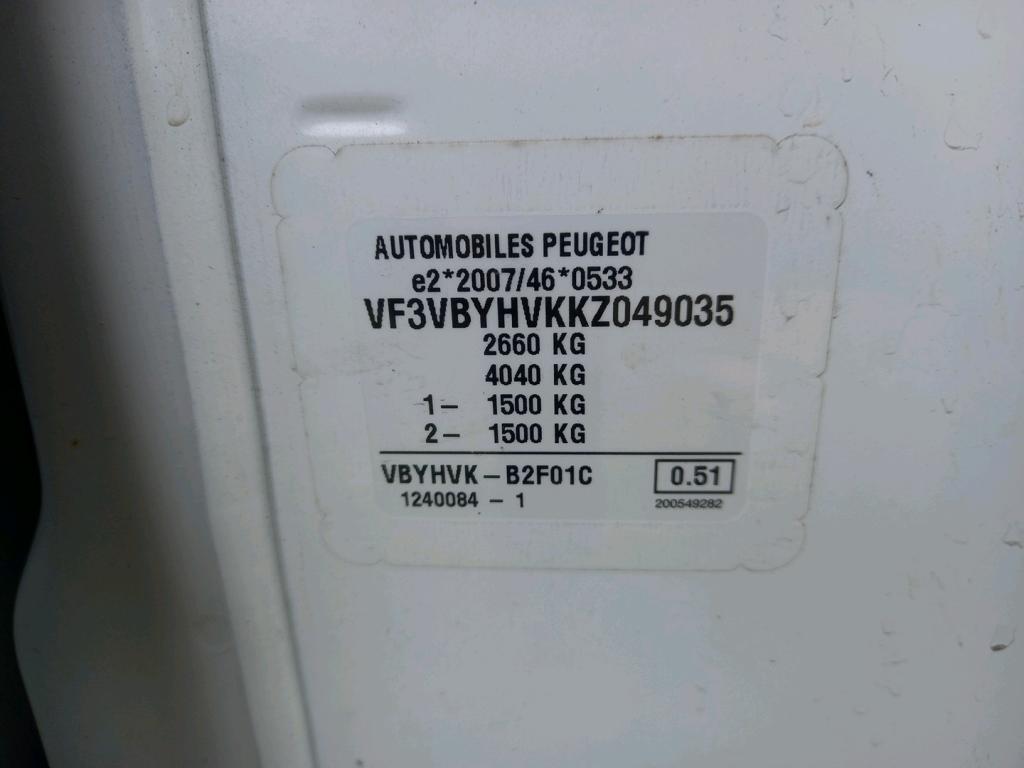 AUTOMOBILES PEUGEOT
e2*2007/46*0533
VF3VBYHVKKZ049035
2660 KG
4040 KG
1- 1500 KG
2- 1500 KG
VBYHVK-B2F01C 0.51
1240084 - 1 200549282